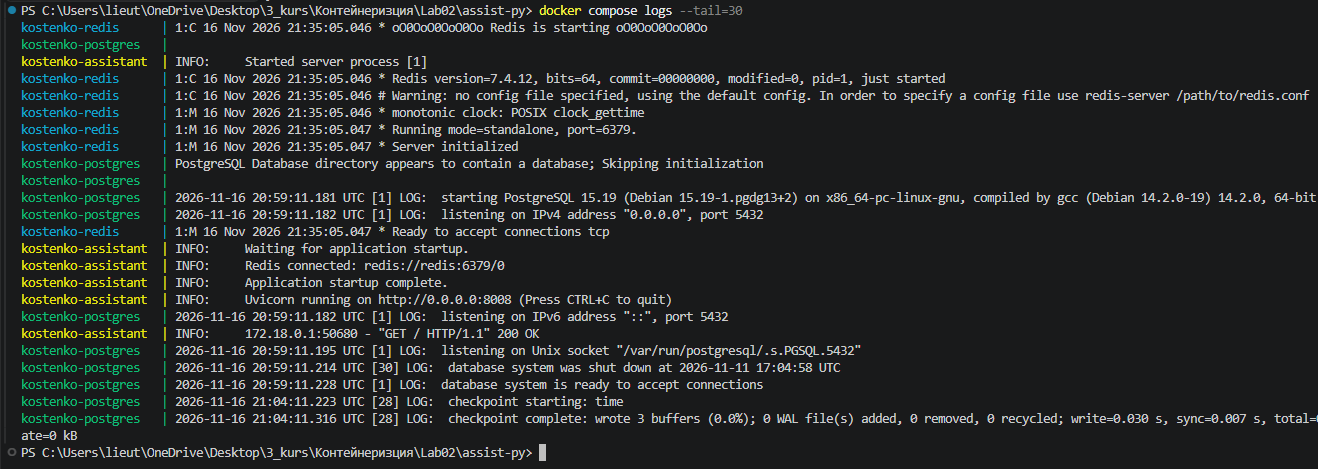 PS C:\Users\lieut\OneDrive\Desktop\3_kurs\Контейнеризция\Lab02\assist-py> docker compose logs --tail=30
kostenko-redis | 1:C 16 Nov 2026 21:35:05.046 * oO0OoO0OoO0Oo Redis is starting oO0OoO0OoO0Oo
kostenko-postgres |
kostenko-assistant | INFO: Started server process [1]
kostenko-redis | 1:C 16 Nov 2026 21:35:05.046 * Redis version=7.4.12, bits=64, commit=00000000, modified=0, pid=1, just started
kostenko-redis | 1:C 16 Nov 2026 21:35:05.046 # Warning: no config file specified, using the default config. In order to specify a config file use redis-server /path/to/redis.conf
kostenko-redis | 1:M 16 Nov 2026 21:35:05.046 * monotonic clock: POSIX clock_gettime
kostenko-redis | 1:M 16 Nov 2026 21:35:05.047 * Running mode=standalone, port=6379.
kostenko-redis | 1:M 16 Nov 2026 21:35:05.047 * Server initialized
kostenko-postgres | PostgreSQL Database directory appears to contain a database; Skipping initialization
kostenko-postgres |
kostenko-postgres | 2026-11-16 20:59:11.181 UTC [1] LOG: starting PostgreSQL 15.19 (Debian 15.19-1.pgdg13+2) on x86_64-pc-linux-gnu, compiled by gcc (Debian 14.2.0-19) 14.2.0, 64-bit
kostenko-postgres | 2026-11-16 20:59:11.182 UTC [1] LOG: listening on IPv4 address "0.0.0.0", port 5432
kostenko-redis | 1:M 16 Nov 2026 21:35:05.047 * Ready to accept connections tcp
kostenko-assistant | INFO: Waiting for application startup.
kostenko-assistant | INFO: Redis connected: redis://redis:6379/0
kostenko-assistant | INFO: Application startup complete.
kostenko-assistant | INFO: Uvicorn running on http://0.0.0.0:8008 (Press CTRL+C to quit)
kostenko-postgres | 2026-11-16 20:59:11.182 UTC [1] LOG: listening on IPv6 address "::", port 5432
kostenko-assistant | INFO: 172.18.0.1:50680 - "GET / HTTP/1.1" 200 OK
kostenko-postgres | 2026-11-16 20:59:11.195 UTC [1] LOG: listening on Unix socket "/var/run/postgresql/.s.PGSQL.5432"
kostenko-postgres | 2026-11-16 20:59:11.214 UTC [30] LOG: database system was shut down at 2026-11-11 17:04:58 UTC
kostenko-postgres | 2026-11-16 20:59:11.228 UTC [1] LOG: database system is ready to accept connections
kostenko-postgres | 2026-11-16 21:04:11.223 UTC [28] LOG: checkpoint starting: time
kostenko-postgres | 2026-11-16 21:04:11.316 UTC [28] LOG: checkpoint complete: wrote 3 buffers (0.0%); 0 WAL file(s) added, 0 removed, 0 recycled; write=0.030 s, sync=0.007 s, total=
ate=0 kB
PS C:\Users\lieut\OneDrive\Desktop\3_kurs\Контейнеризция\Lab02\assist-py>